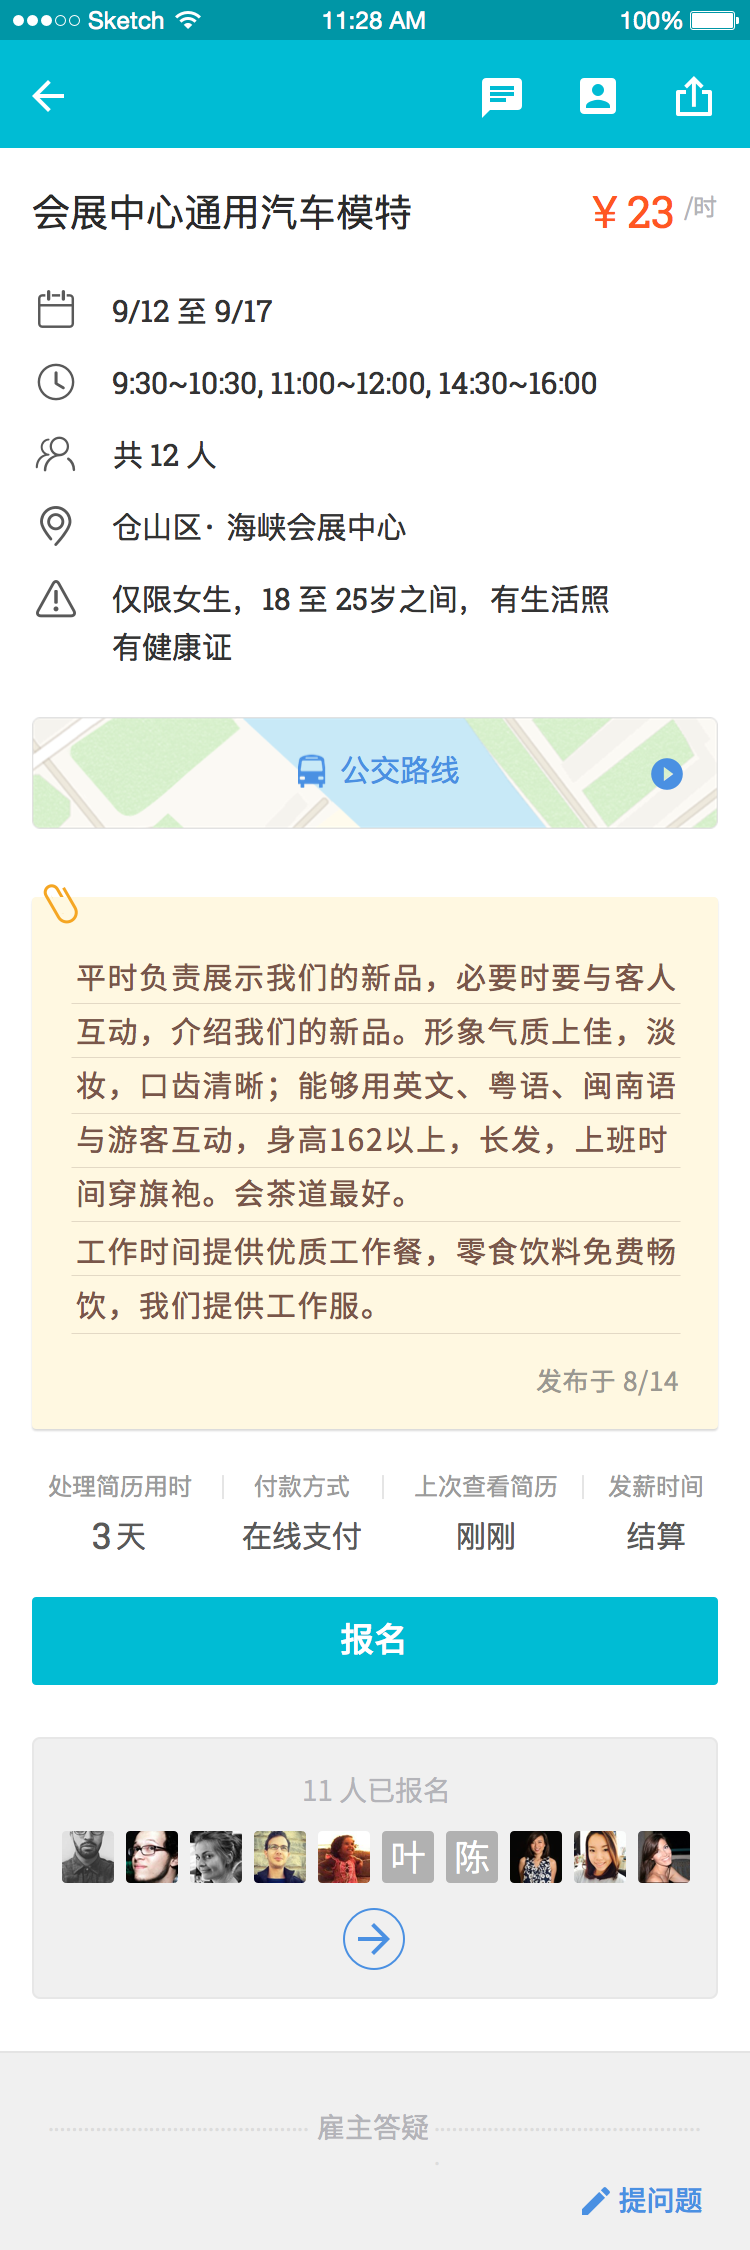 Sketch 11:28 AM 100%
会展中心通用汽车模特 ¥ 23 /时
9/12 至 9/17
9:30~10:30, 11:00~12:00, 14:30~16:00
共 12 人
仓山区· 海峡会展中心
仅限女生，18 至 25岁之间， 有生活照
有健康证
公交路线
平时负责展示我们的新品，必要时要与客人
互动，介绍我们的新品。形象气质上佳，淡
妆，口齿清晰；能够用英文、粤语、闽南语
与游客互动，身高162以上，长发，上班时
间穿旗袍。会茶道最好。
工作时间提供优质工作餐，零食饮料免费畅
饮，我们提供工作服。
发布于 8/14
处理简历用时 付款方式 上次查看简历 发薪时间
3 天 在线支付 刚刚 结算
报名
11 人已报名
叶 陈
雇主答疑
提问题